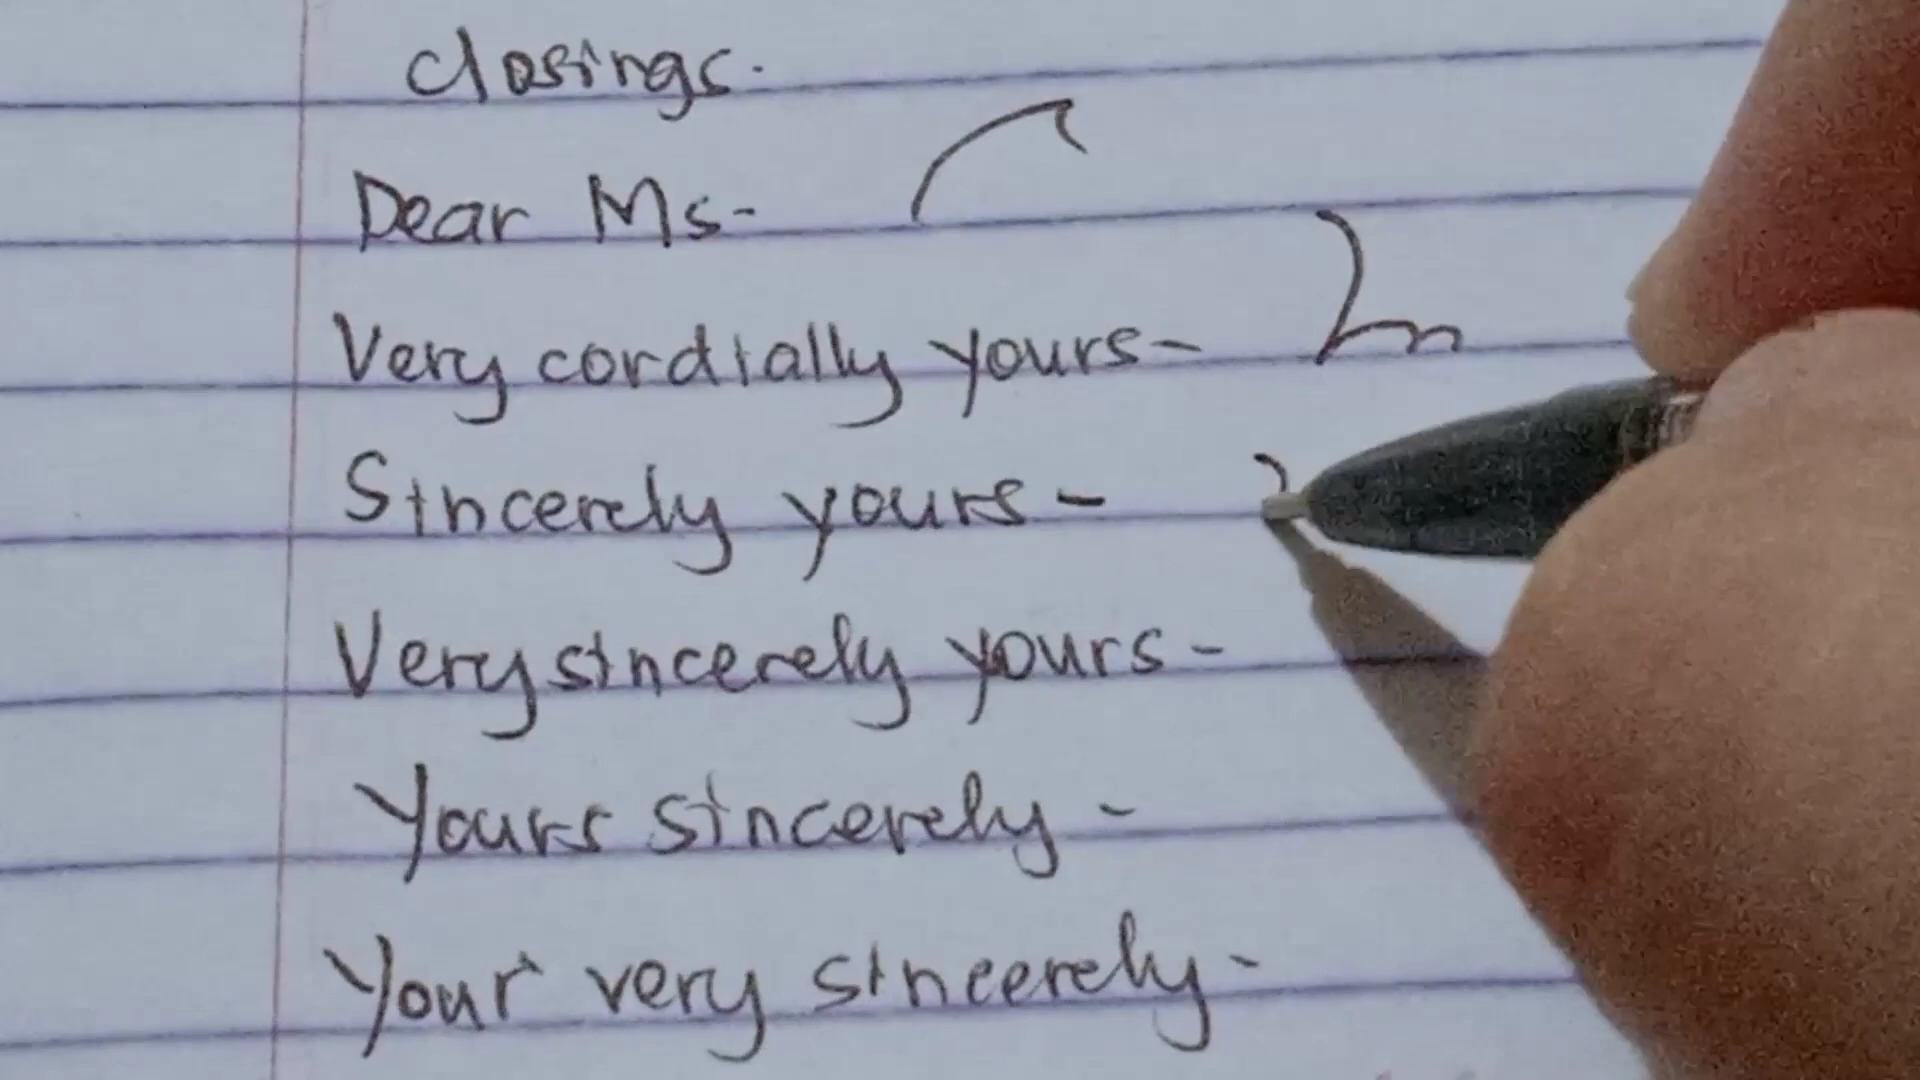 closings.
Dear Ms-
Very cordially yours-
Sincerely yours-
Very sincerely yours-
Yours sincerely-
Your very sincerely-